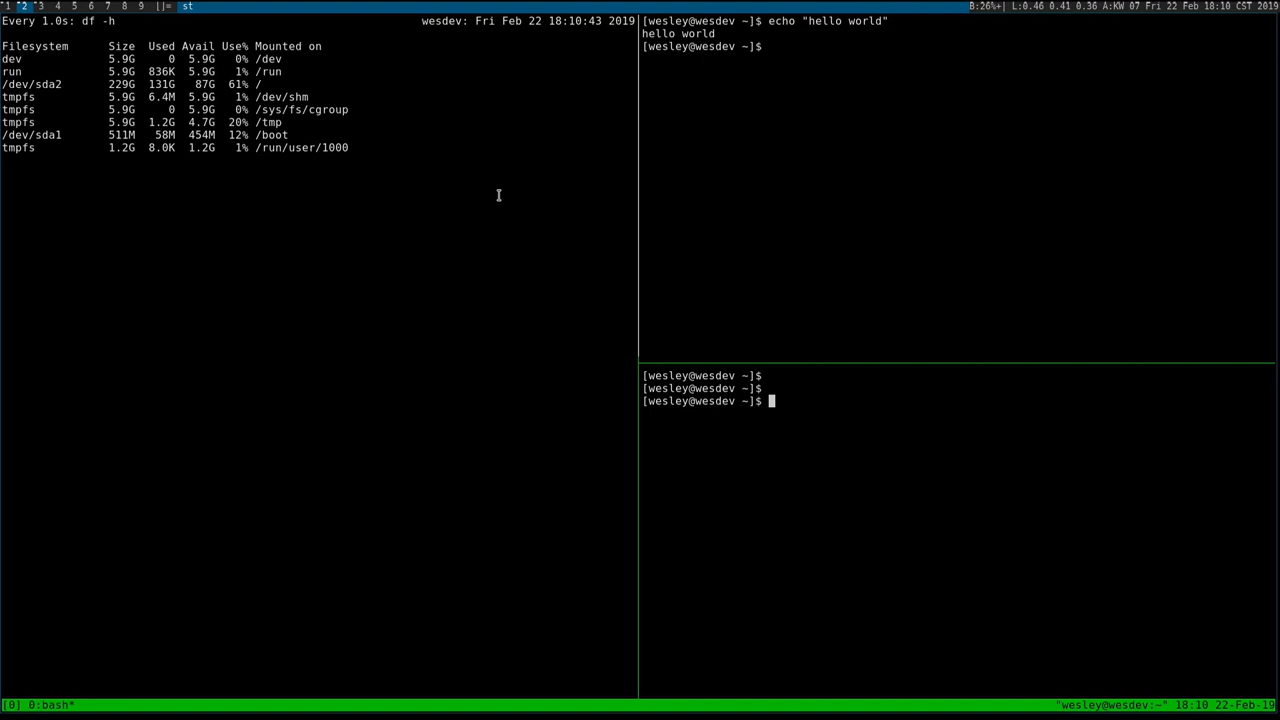 1 2 3 4 5 6 7 8 9 []= st B:26%+| L:0.46 0.41 0.36 A:KW 07 Fri 22 Feb 18:10 CST 2019
Every 1.0s: df -h wesdev: Fri Feb 22 18:10:43 2019
Filesystem Size Used Avail Use% Mounted on
dev 5.9G 0 5.9G 0% /dev
run 5.9G 836K 5.9G 1% /run
/dev/sda2 229G 131G 87G 61% /
tmpfs 5.9G 6.4M 5.9G 1% /dev/shm
tmpfs 5.9G 0 5.9G 0% /sys/fs/cgroup
tmpfs 5.9G 1.2G 4.7G 20% /tmp
/dev/sda1 511M 58M 454M 12% /boot
tmpfs 1.2G 8.0K 1.2G 1% /run/user/1000
[wesley@wesdev ~]$ echo "hello world"
hello world
[wesley@wesdev ~]$
[wesley@wesdev ~]$
[wesley@wesdev ~]$
[wesley@wesdev ~]$
[0] 0:bash* "wesley@wesdev:~" 18:10 22-Feb-19